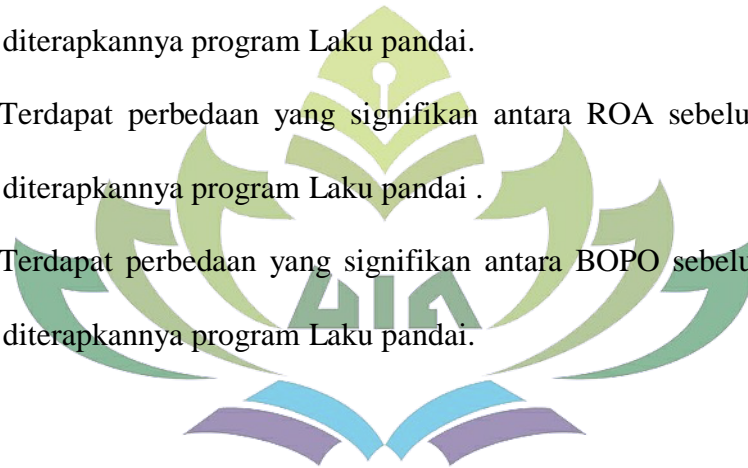 diterapkannya program Laku pandai.
Terdapat perbedaan yang signifikan antara ROA sebelu
diterapkannya program Laku pandai .
Terdapat perbedaan yang signifikan antara BOPO sebelu
diterapkannya program Laku pandai.
UIN